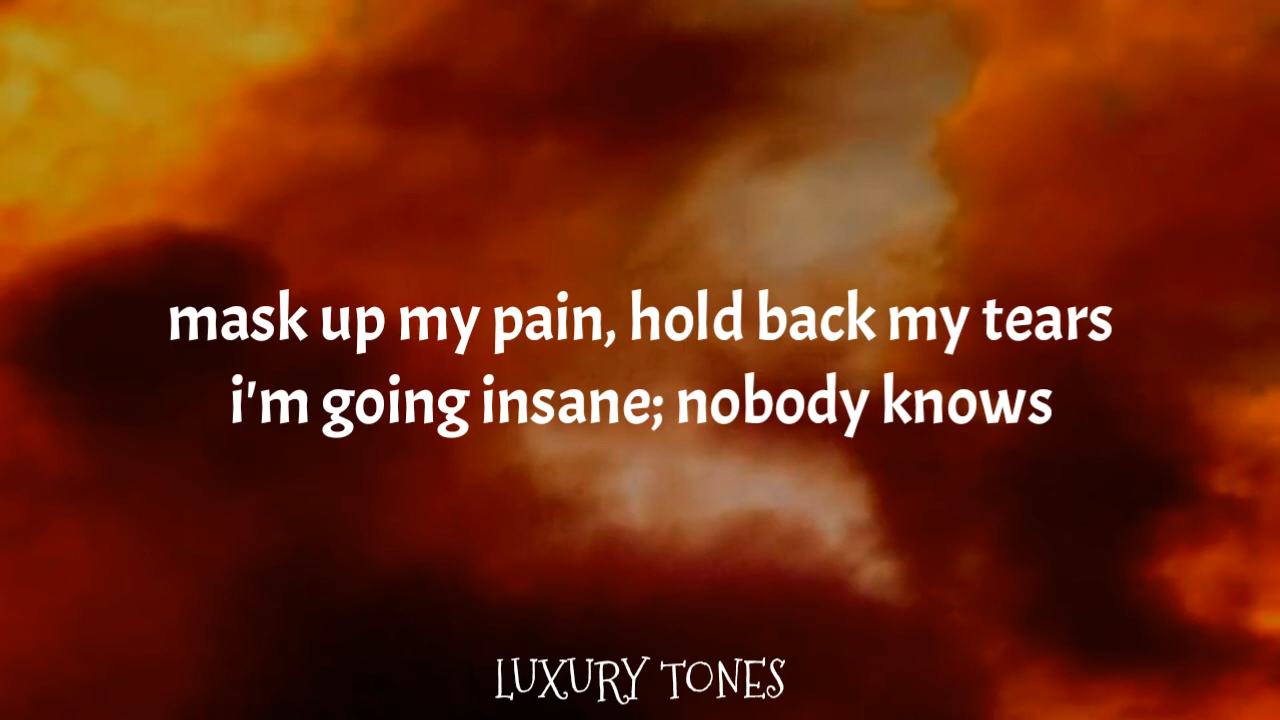 mask up my pain, hold back my tears
i'm going insane; nobody knows
LUXURY TONES